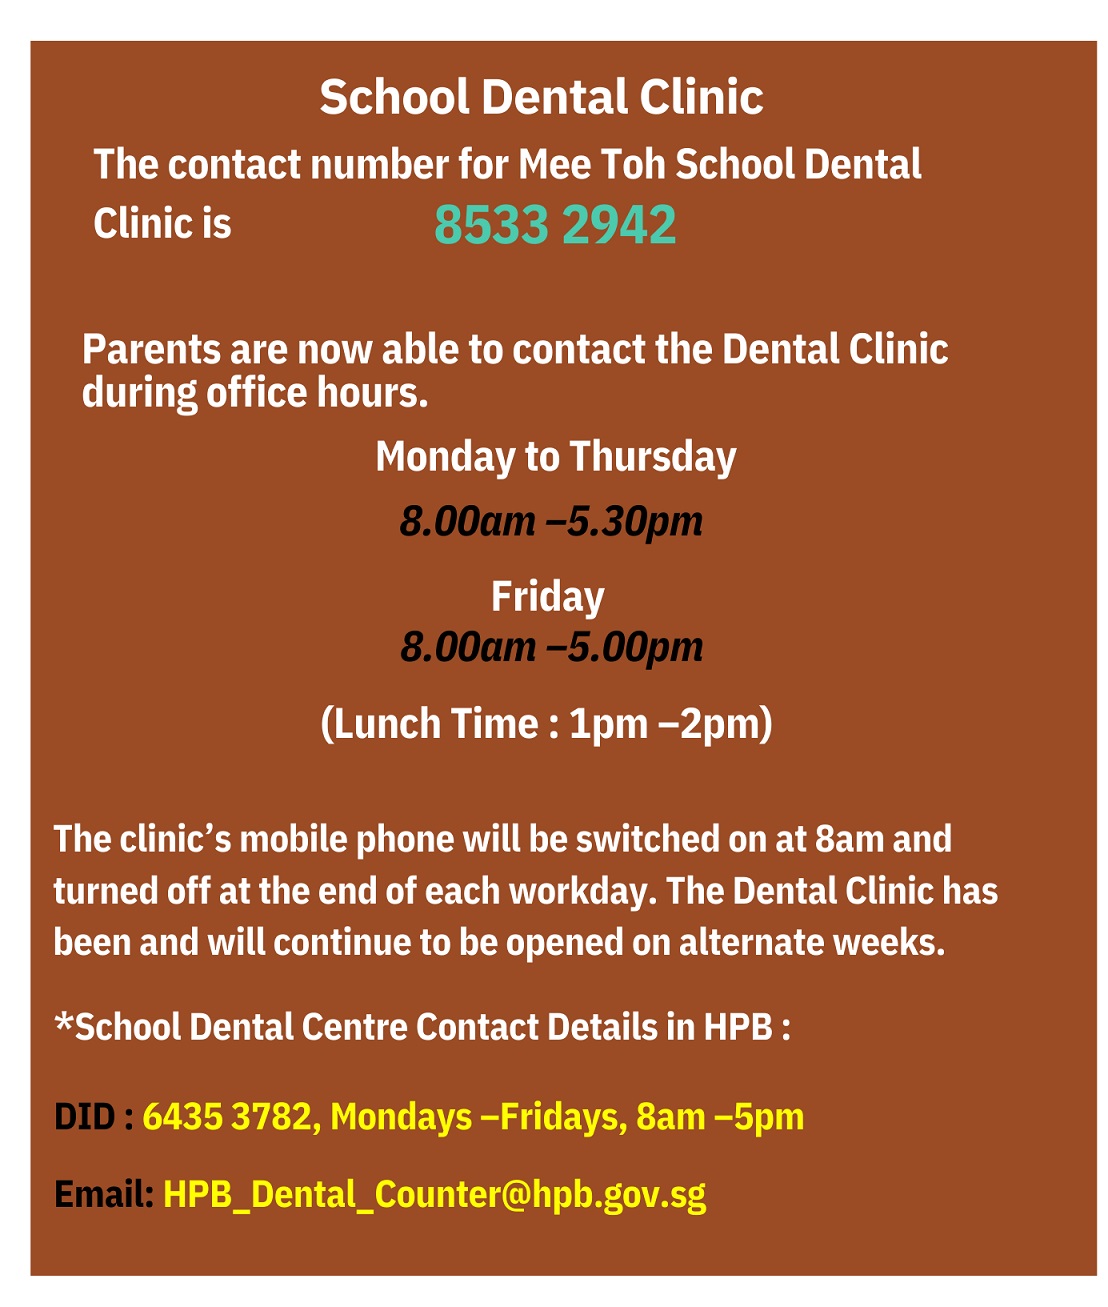 School Dental Clinic
The contact number for Mee Toh School Dental
Clinic is 8533 2942
Parents are now able to contact the Dental Clinic
during office hours.
Monday to Thursday
8.00am –5.30pm
Friday
8.00am –5.00pm
(Lunch Time : 1pm –2pm)
The clinic’s mobile phone will be switched on at 8am and
turned off at the end of each workday. The Dental Clinic has
been and will continue to be opened on alternate weeks.
*School Dental Centre Contact Details in HPB :
DID : 6435 3782, Mondays –Fridays, 8am –5pm
Email: HPB_Dental_Counter@hpb.gov.sg